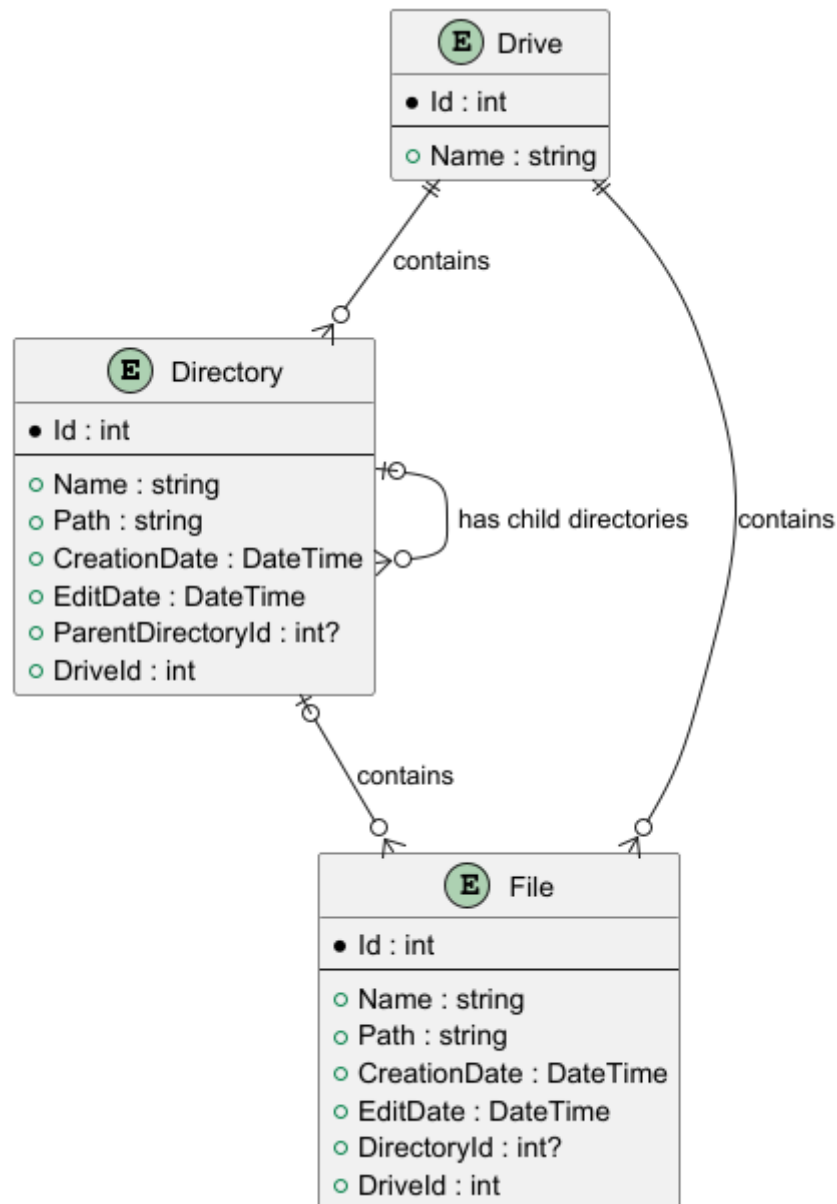 E Drive
Id : int
Name : string
contains
E Directory
Id : int
Name : string
Path : string
CreationDate : DateTime
EditDate : DateTime
ParentDirectoryId : int?
DriveId : int
has child directories
contains
contains
E File
Id : int
Name : string
Path : string
CreationDate : DateTime
EditDate : DateTime
DirectoryId : int?
DriveId : int